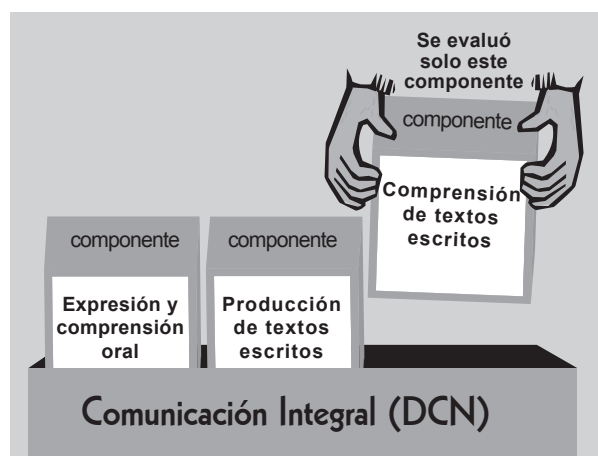 Se evaluó
solo este
componente
componente
Comprensión
de textos
escritos
componente
Expresión y
comprensión
oral
componente
Producción
de textos
escritos
Comunicación Integral (DCN)